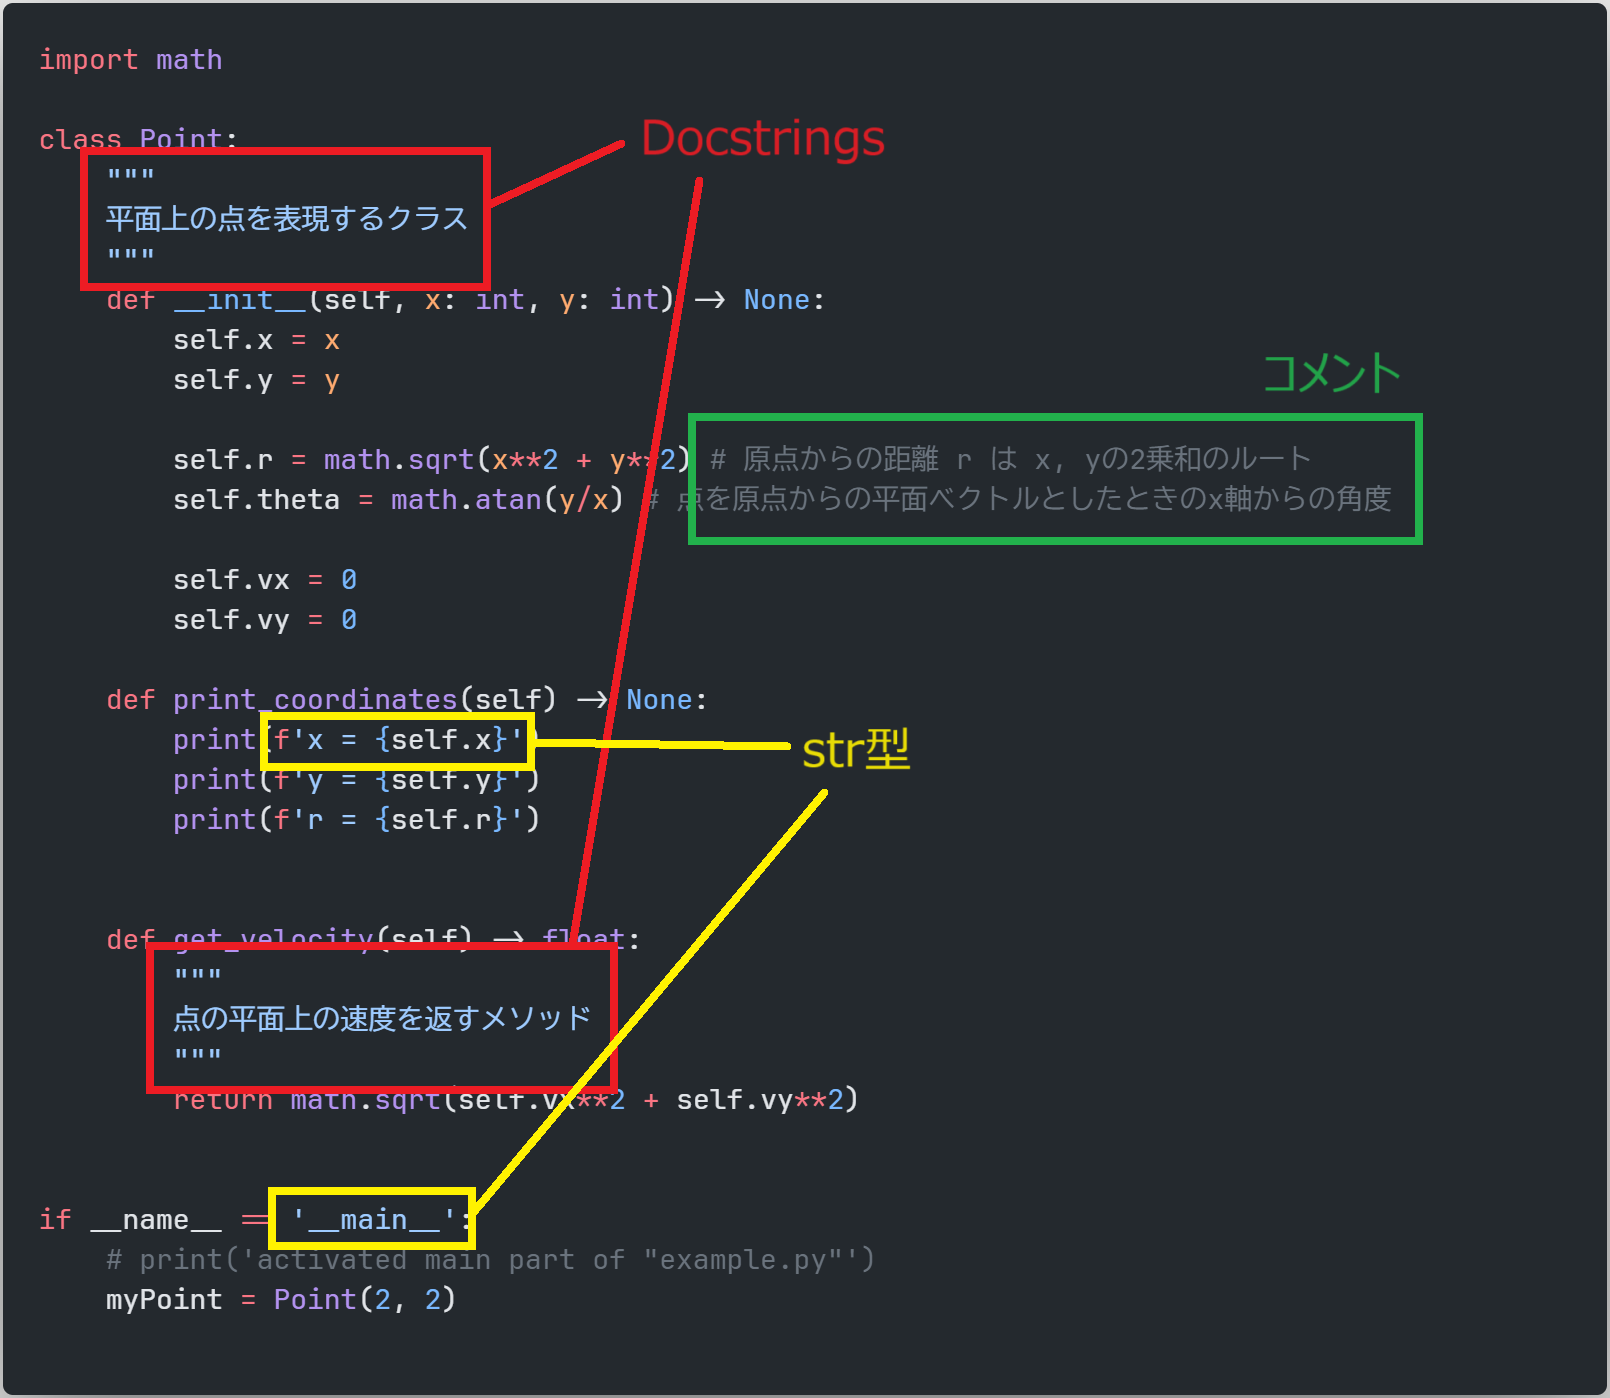 import math
class Point:
Docstrings
"""
平面上の点を表現するクラス
"""
def __init__(self, x: int, y: int) -> None:
self.x = x
self.y = y
コメント
self.r = math.sqrt(x**2 + y**2) # 原点からの距離 r は x, yの2乗和のルート
self.theta = math.atan(y/x) # 点を原点からの平面ベクトルとしたときのx軸からの角度
self.vx = 0
self.vy = 0
def print_coordinates(self) -> None:
print(f'x = {self.x}')
str型
print(f'y = {self.y}')
print(f'r = {self.r}')
def get_velocity(self) -> float:
"""
点の平面上の速度を返すメソッド
"""
return math.sqrt(self.vx**2 + self.vy**2)
if __name__ == '__main__':
# print('activated main part of "example.py"')
myPoint = Point(2, 2)